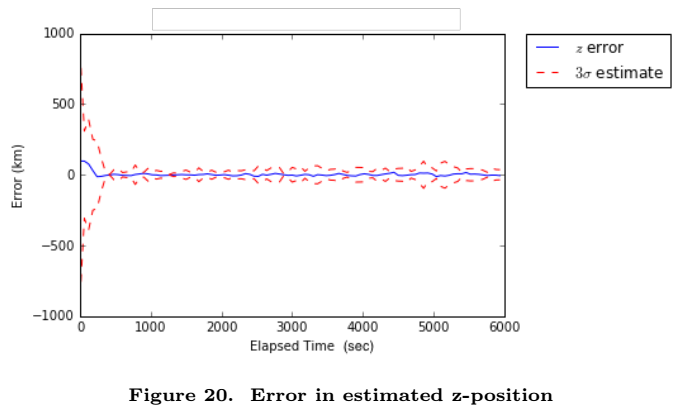 1000
500
0
−500
−1000
Error (km)
0 1000 2000 3000 4000 5000 6000
Elapsed Time (sec)
z error
3σ estimate
Figure 20. Error in estimated z-position